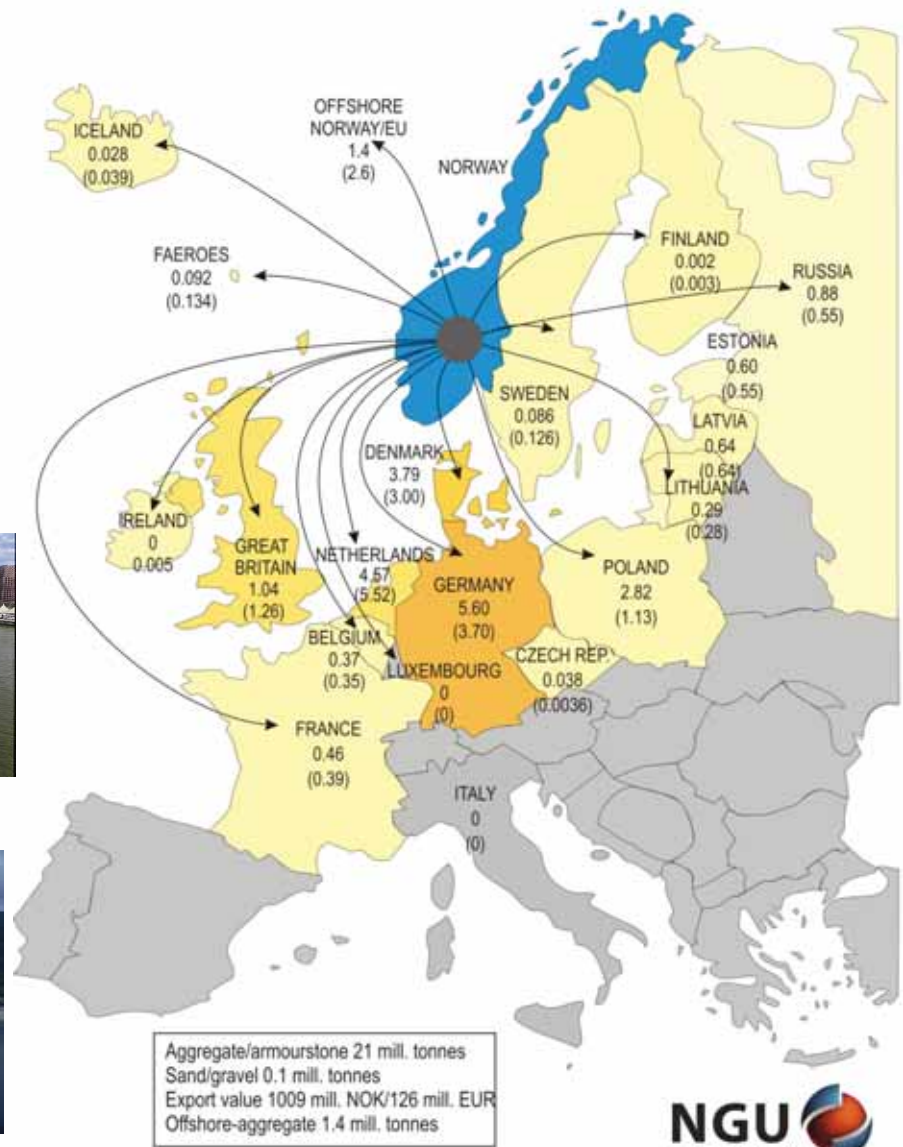 ICELAND
0.028
(0.039)
OFFSHORE
NORWAY/EU
1.4
(2.6)
NORWAY
FAEROES
0.092
(0.134)
FINLAND
0.002
(0.003)
RUSSIA
0.88
(0.55)
ESTONIA
0.60
(0.55)
SWEDEN
0.086
(0.126)
LATVIA
0.64
(0.64)
LITHUANIA
0.29
(0.28)
DENMARK
3.79
(3.00)
IRELAND
0
0.005
GREAT
BRITAIN
1.04
(1.26)
NETHERLANDS
4.57
(5.52)
GERMANY
5.60
(3.70)
POLAND
2.82
(1.13)
BELGIUM
0.37
(0.35)
LUXEMBOURG
0
(0)
CZECH REP.
0.038
(0.0036)
FRANCE
0.46
(0.39)
ITALY
0
(0)
Aggregate/armourstone 21 mill. tonnes
Sand/gravel 0.1 mill. tonnes
Export value 1009 mill. NOK/126 mill. EUR
Offshore-aggregate 1.4 mill. tonnes
NGU